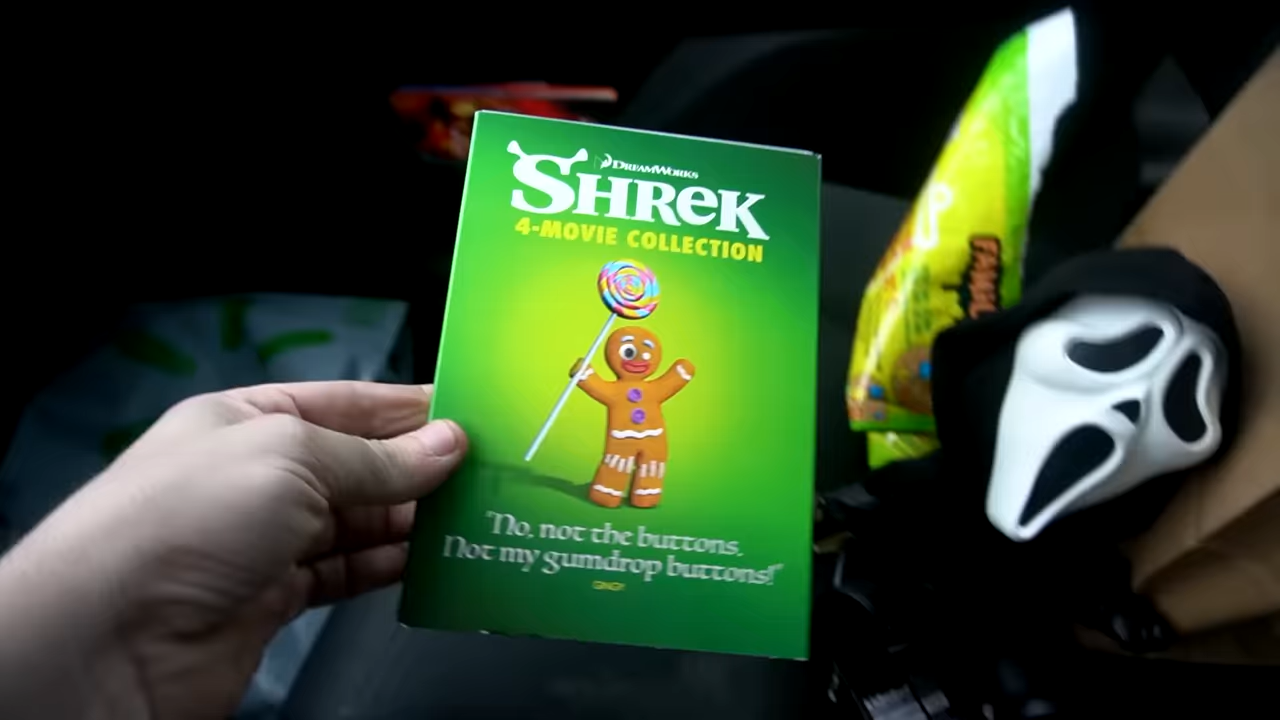 DREAMWORKS
SHREK
4-MOVIE COLLECTION
"No, not the buttons.
Not my gumdrop buttons!"
GINGY